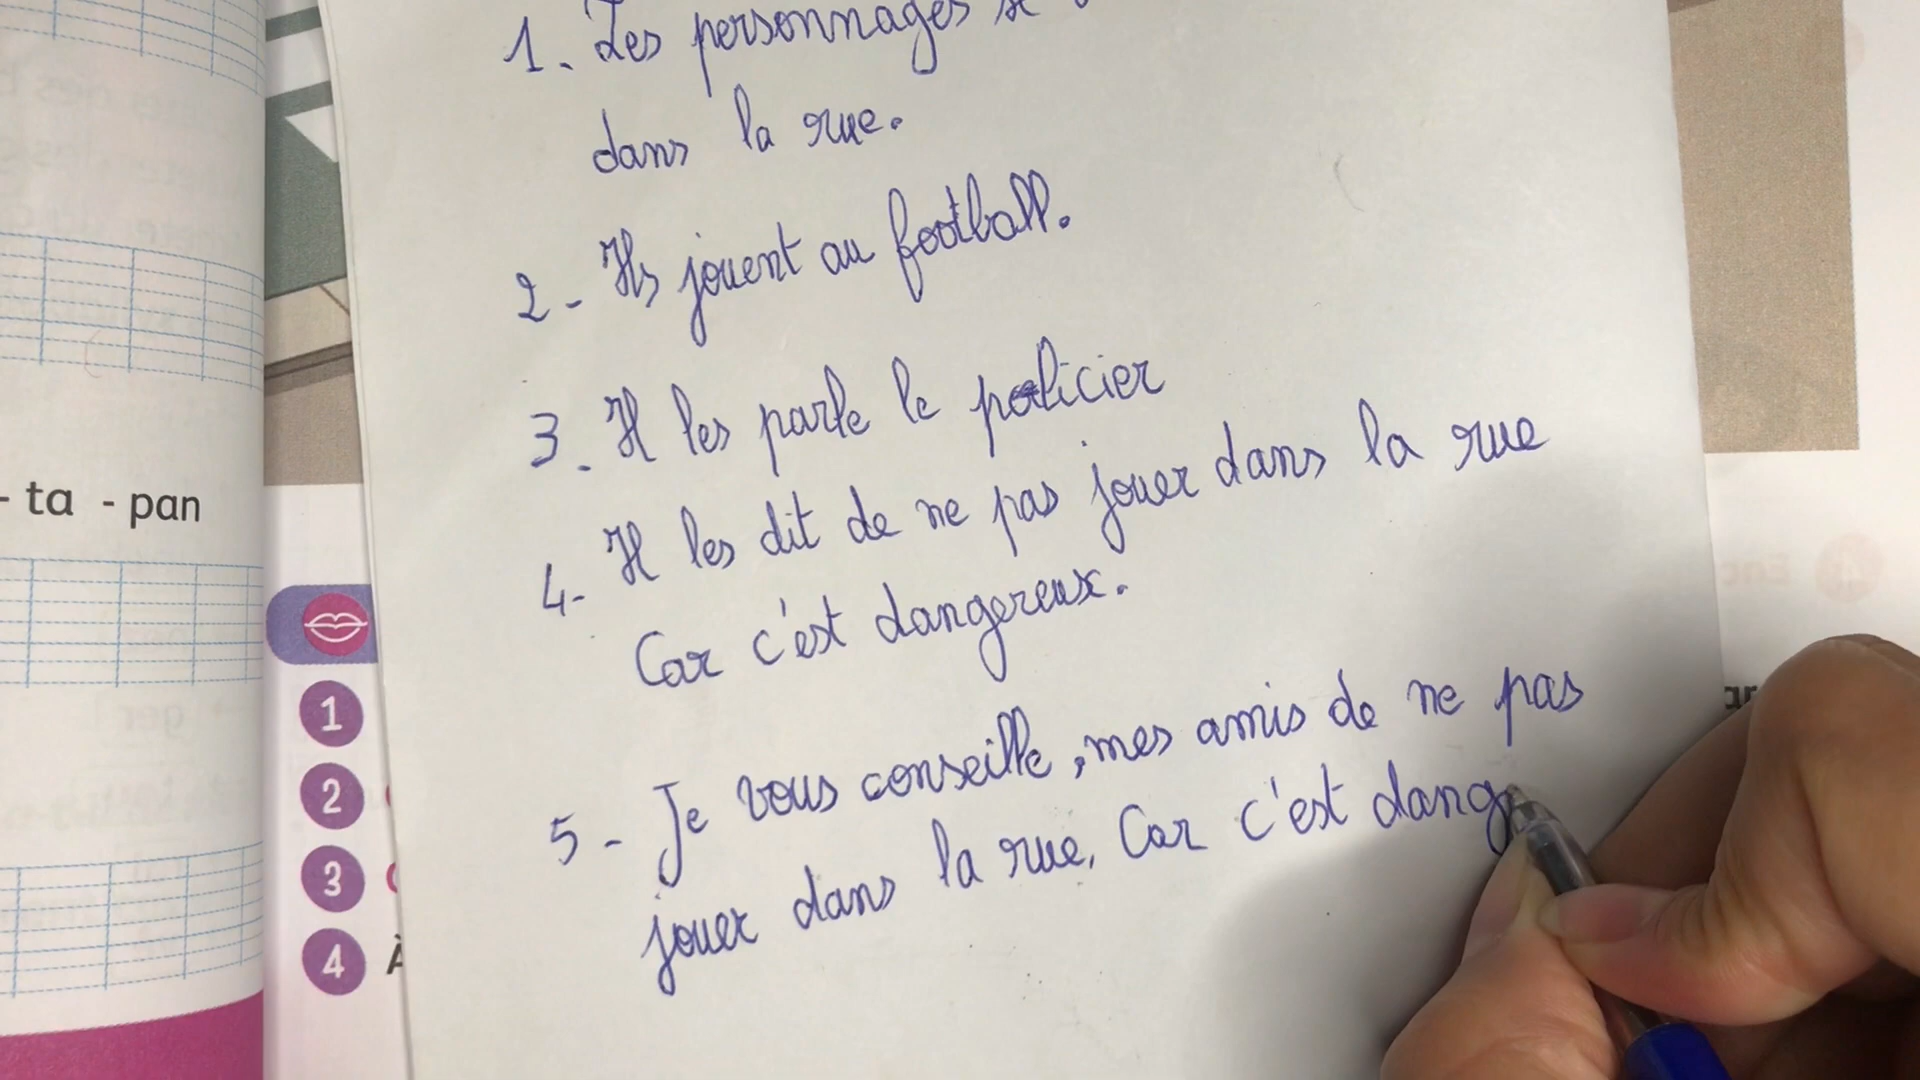 1. Les personnages se
dans la rue.
2- Ils jouent au football.
3. Il les parle le policier
4- Il les dit de ne pas jouer dans la rue
Car c'est dangereux.
5- Je vous conseille, mes amis de ne pas
jouer dans la rue. Car c'est dang
- ta - pan
1
2
3
4 À